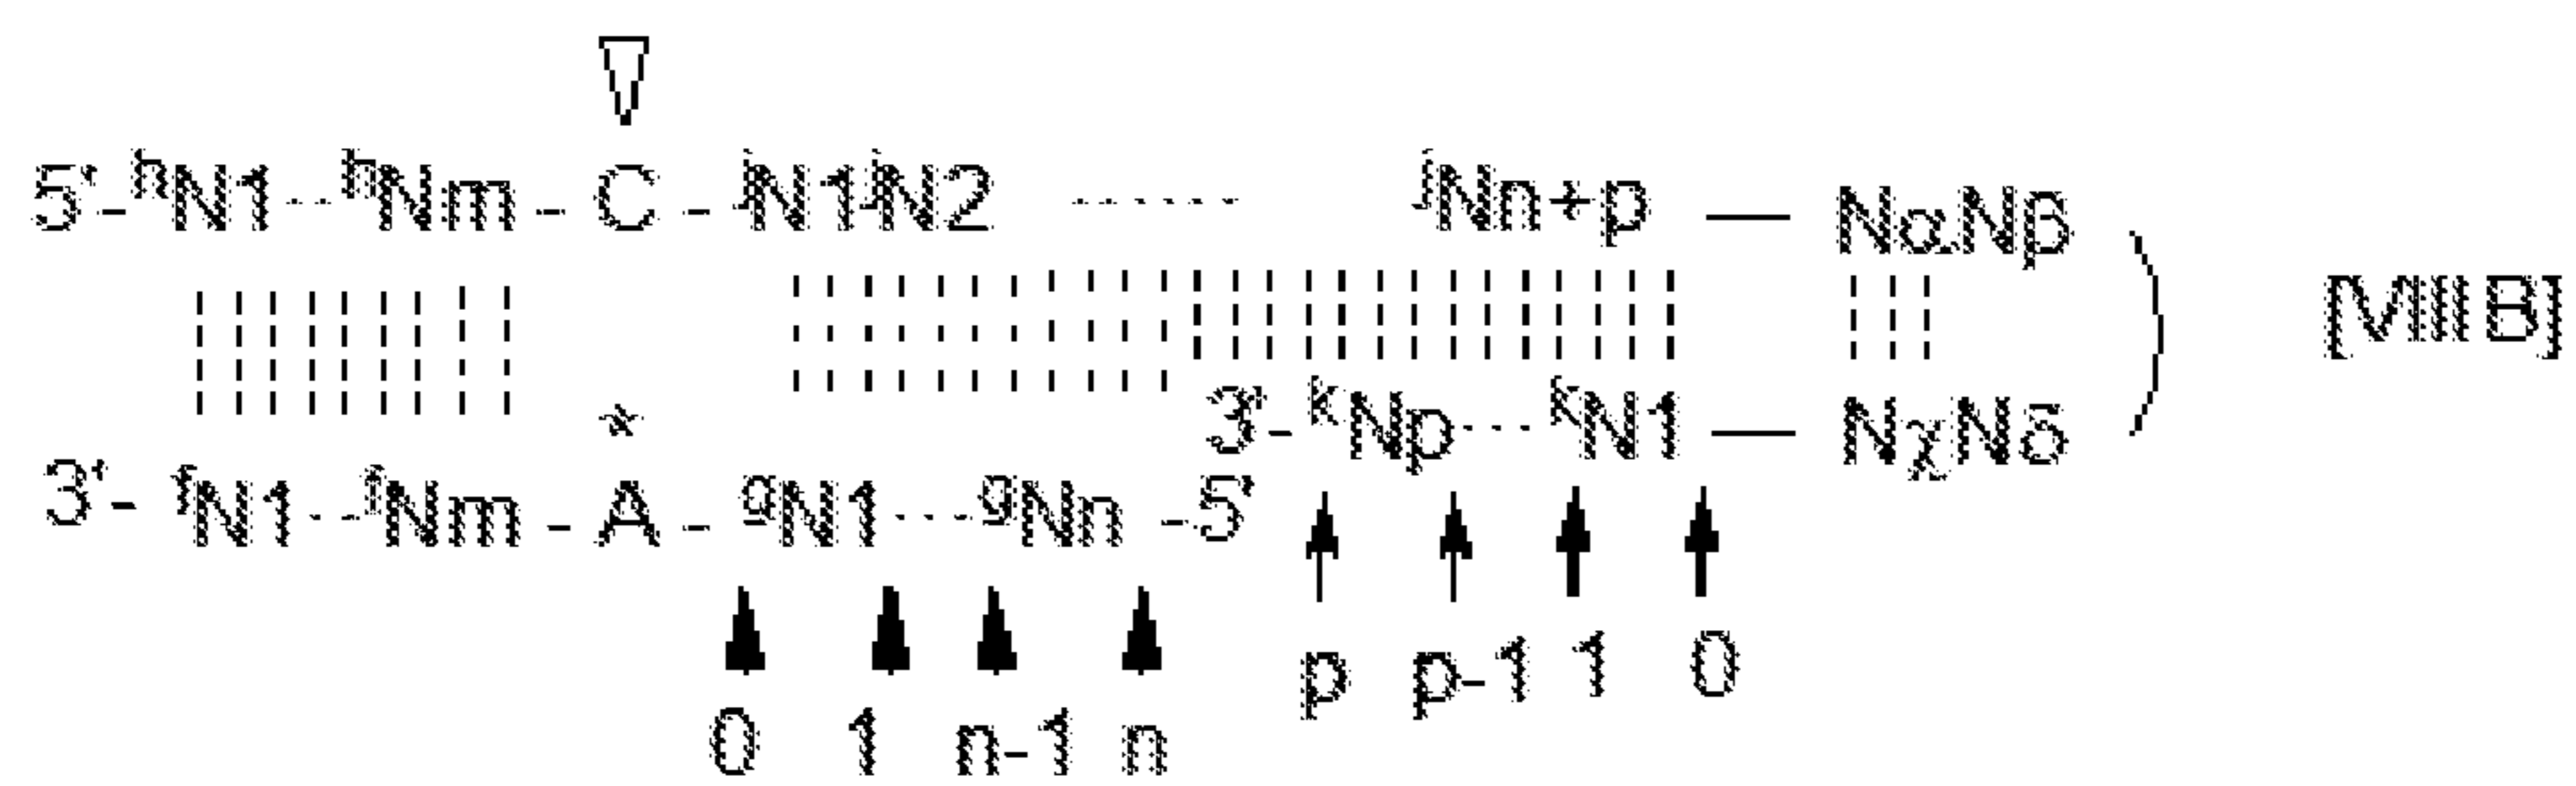 5'-hN1--hNm-C-jN1jN2 ------ jNn+p — NαNβ
[VIII B]
*
3'-kNp---kN1 — NχNδ
3'- fN1--fNm-A-gN1---gNn-5'
p p-1 1 0
0 1 n-1 n